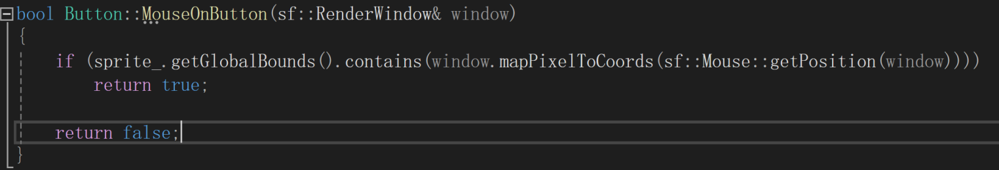 bool Button::MouseOnButton(sf::RenderWindow& window)
{
if (sprite_.getGlobalBounds().contains(window.mapPixelToCoords(sf::Mouse::getPosition(window))))
return true;
return false;
}